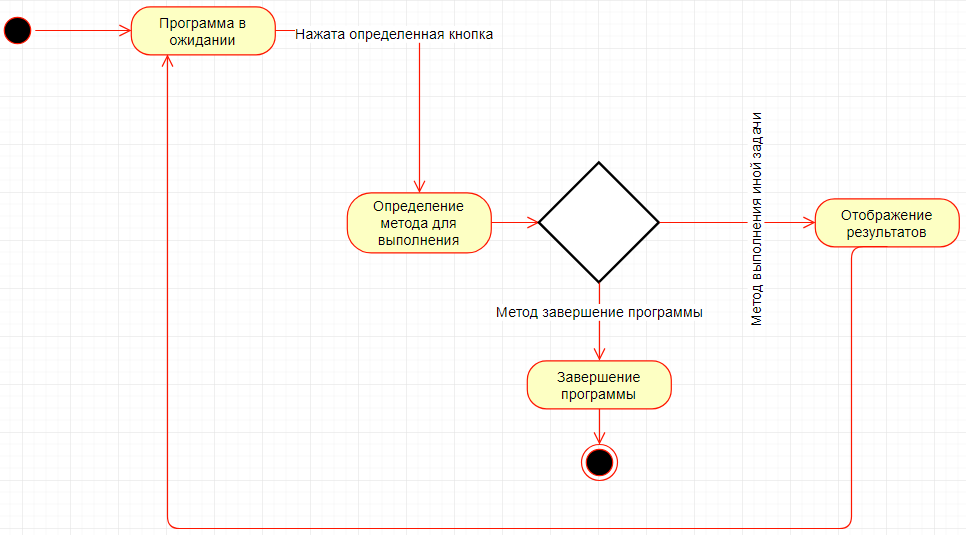 Программа в
ожидании
Нажата определенная кнопка
Определение
метода для
выполнения
Метод выполнения иной задачи
Отображение
результатов
Метод завершение программы
Завершение
программы